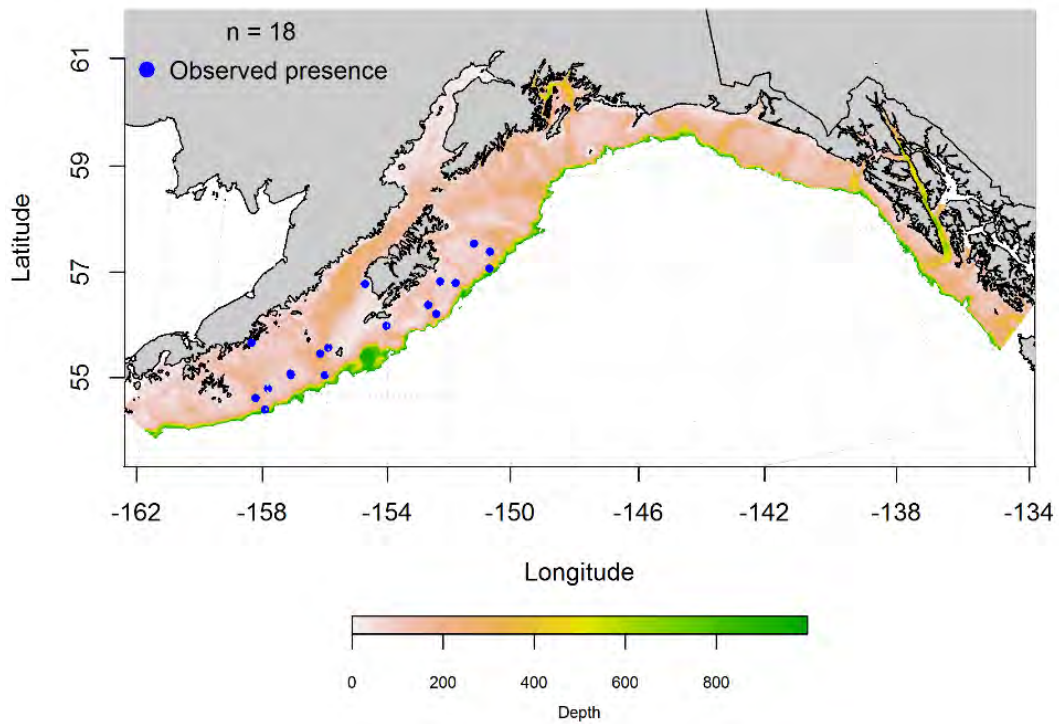 n = 18
Observed presence
61
59
57
55
Latitude
-162 -158 -154 -150 -146 -142 -138 -134
Longitude
0 200 400 600 800
Depth